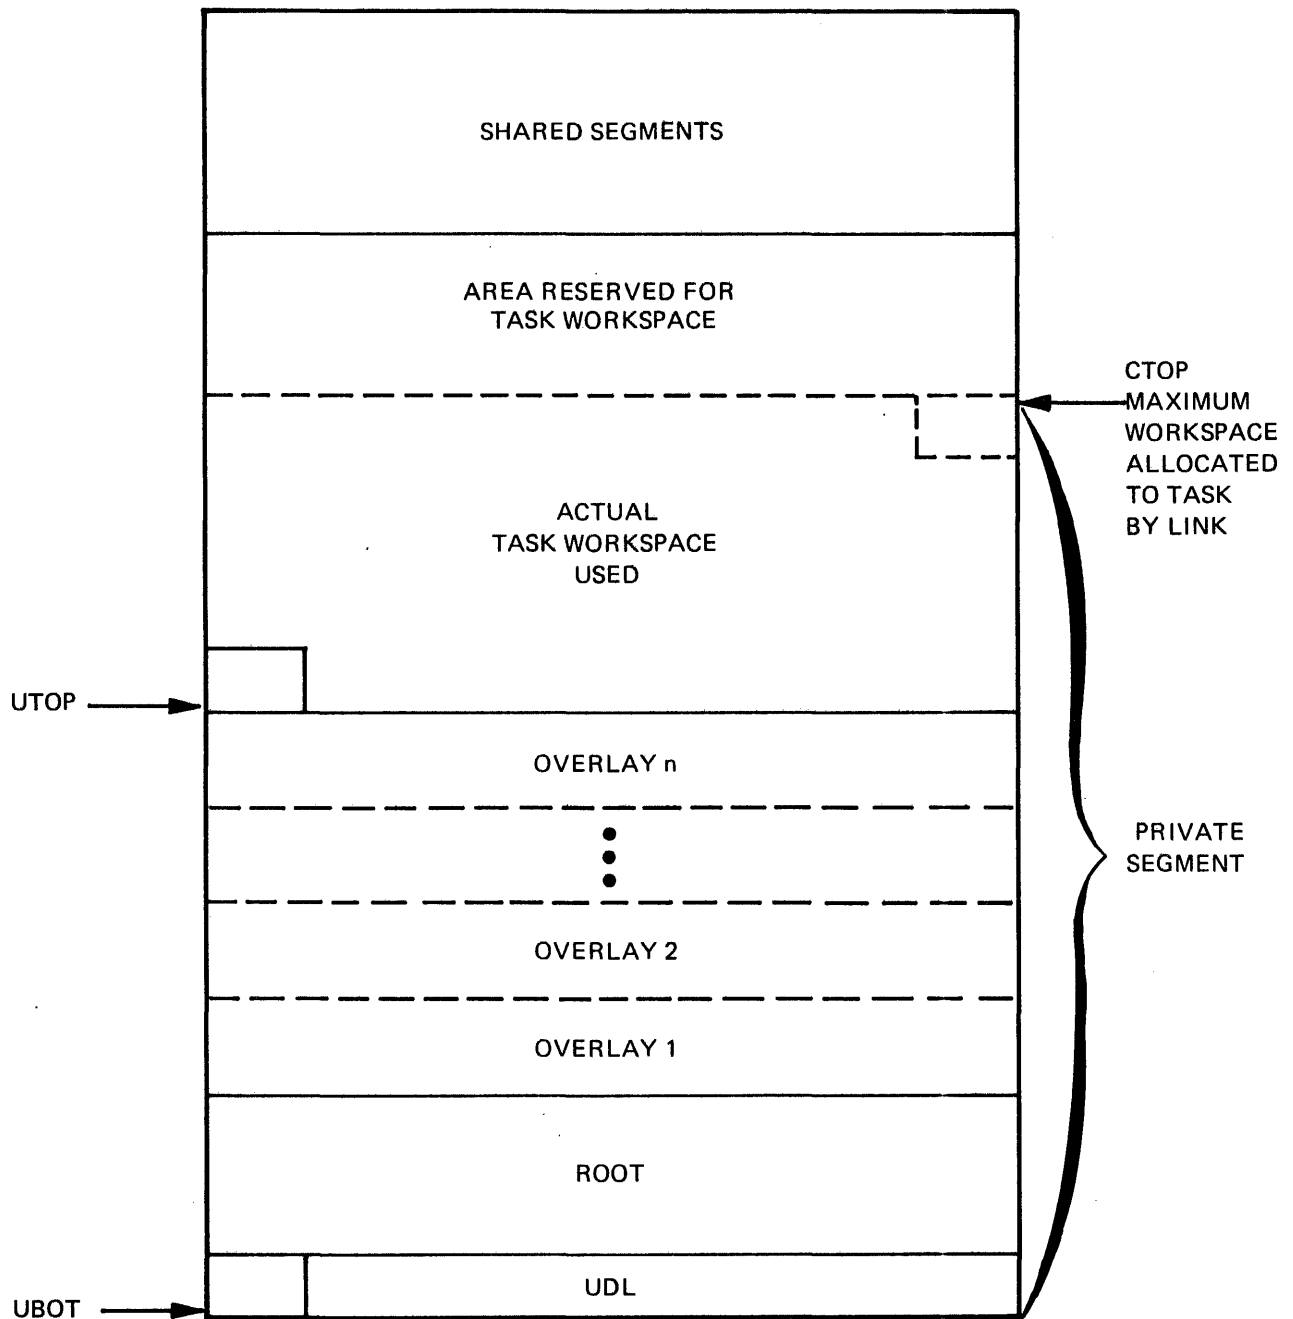 SHARED SEGMENTS
AREA RESERVED FOR
TASK WORKSPACE
CTOP
MAXIMUM
WORKSPACE
ALLOCATED
TO TASK
BY LINK
ACTUAL
TASK WORKSPACE
USED
UTOP
OVERLAY n
PRIVATE
SEGMENT
OVERLAY 2
OVERLAY 1
ROOT
UDL
UBOT